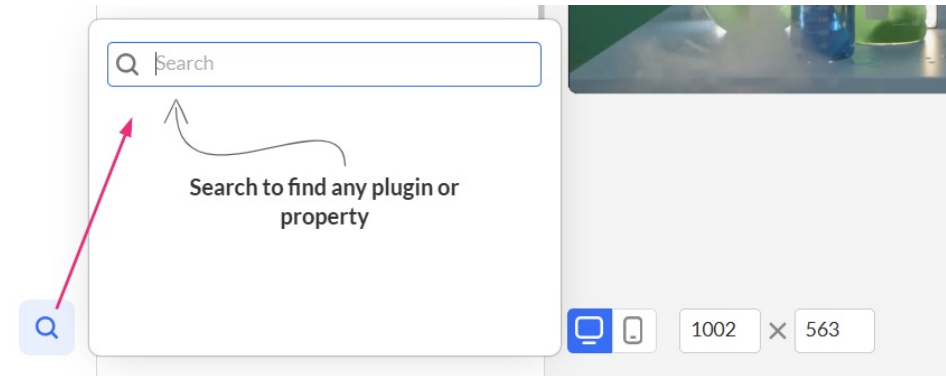 Search
Search to find any plugin or
property
1002 × 563